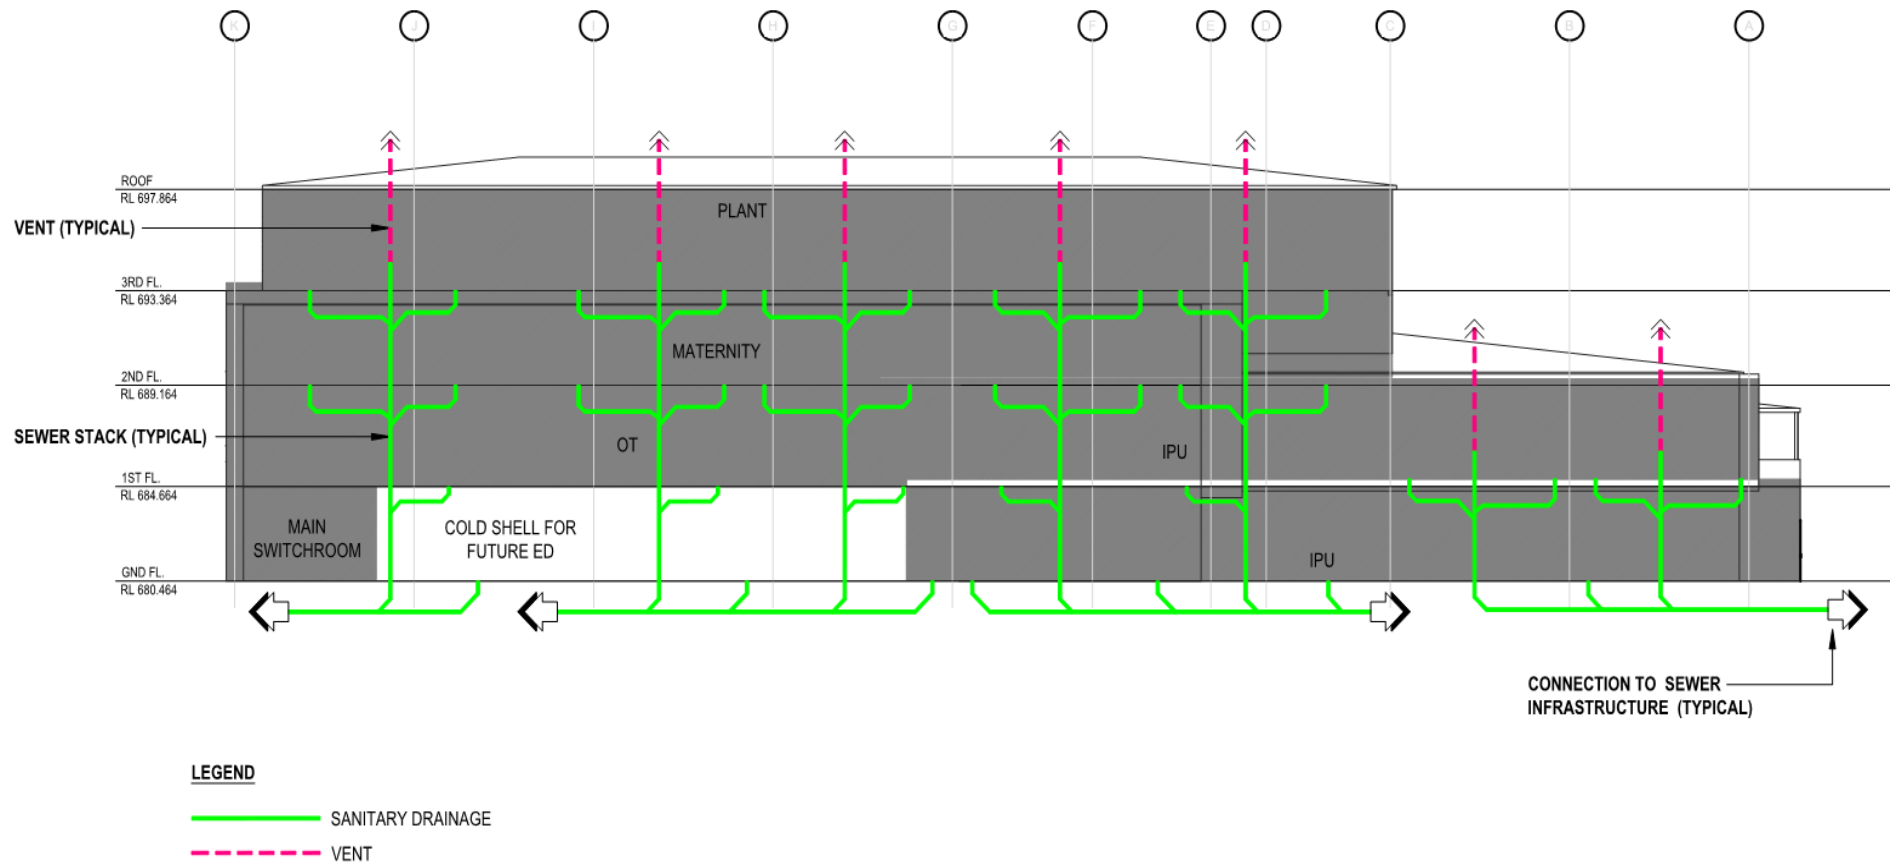 K J I H G F E D C B A
ROOF
RL 697.864
PLANT
VENT (TYPICAL)
3RD FL.
RL 693.364
MATERNITY
2ND FL.
RL 689.164
SEWER STACK (TYPICAL)
OT
IPU
1ST FL.
RL 684.664
MAIN
SWITCHROOM
COLD SHELL FOR
FUTURE ED
IPU
GND FL.
RL 680.464
CONNECTION TO SEWER
INFRASTRUCTURE (TYPICAL)
LEGEND
SANITARY DRAINAGE
VENT